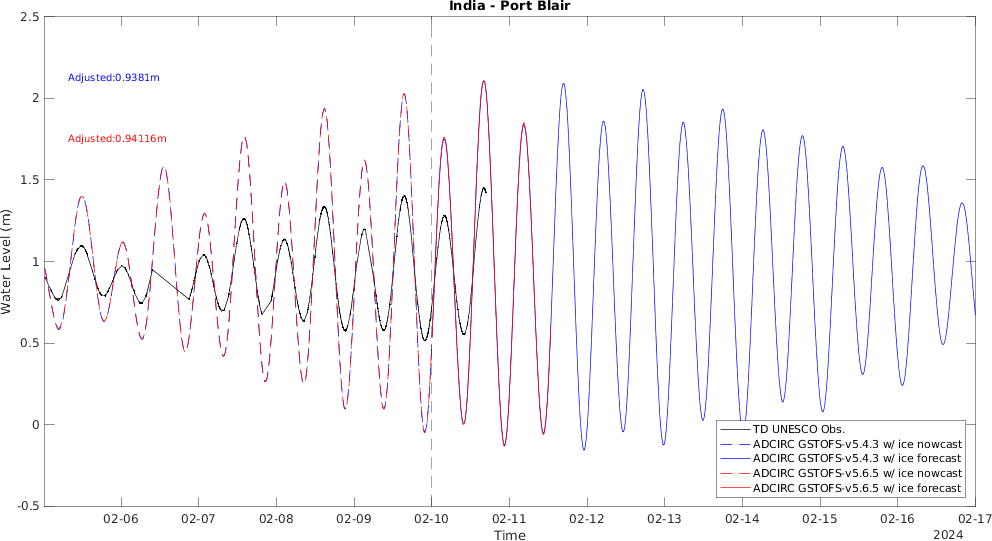 India - Port Blair
2.5
2
1.5
1
0.5
0
-0.5
Water Level (m)
Adjusted:0.9381m
Adjusted:0.94116m
TD UNESCO Obs.
ADCIRC GSTOFS-v5.4.3 w/ ice nowcast
ADCIRC GSTOFS-v5.4.3 w/ ice forecast
ADCIRC GSTOFS-v5.6.5 w/ ice nowcast
ADCIRC GSTOFS-v5.6.5 w/ ice forecast
02-06 02-07 02-08 02-09 02-10 02-11 02-12 02-13 02-14 02-15 02-16 02-17
Time
2024